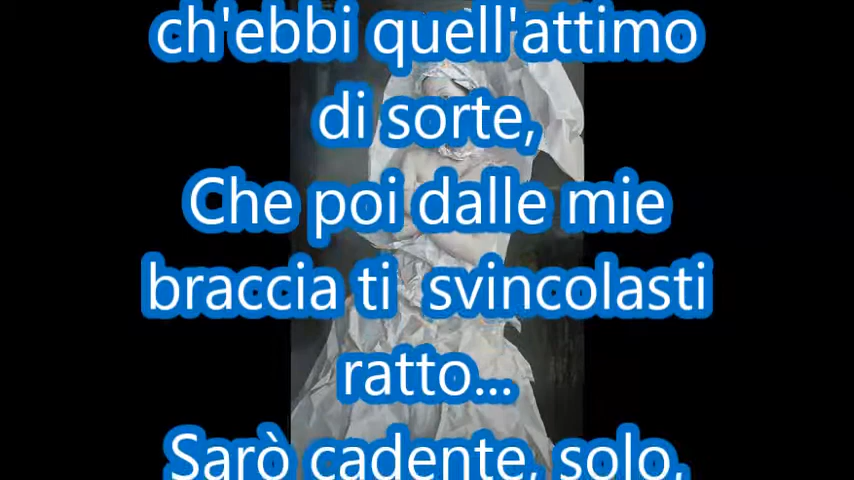 ch'ebbi quell'attimo
di sorte,
Che poi dalle mie
braccia ti  svincolasti
ratto...
Sarò cadente, solo,